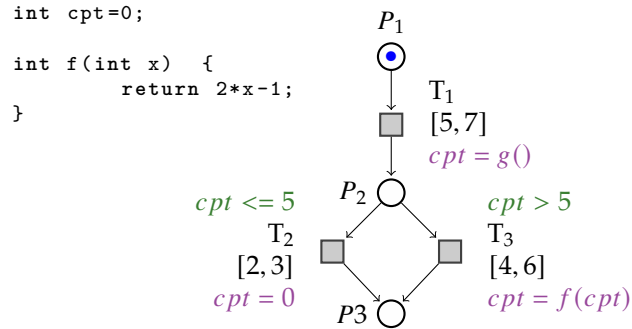 int cpt=0;
int f(int x) {
return 2*x-1;
}
P1
T1
[5,7]
cpt = g()
P2
cpt <= 5
T2
[2,3]
cpt = 0
cpt > 5
T3
[4,6]
cpt = f(cpt)
P3